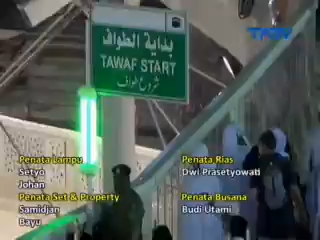 بداية الطواف
TAWAF START
شروع طواف
Penata Lampu
Setyo
Johan
Penata Set & Property
Samidjan
Bayu
Penata Rias
Dwi Prasetyowati
Penata Busana
Budi Utami